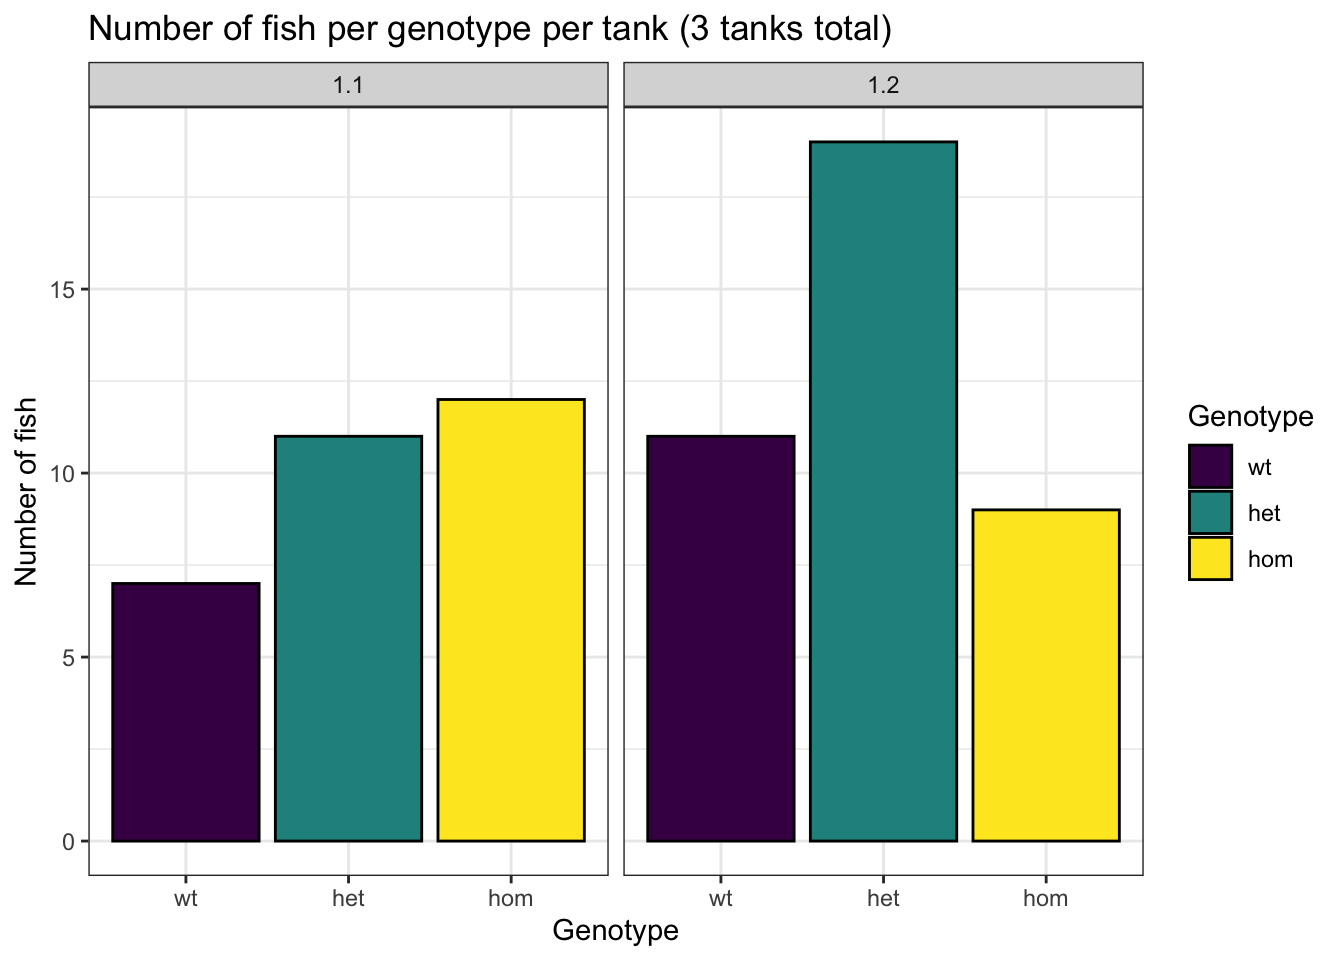 Number of fish per genotype per tank (3 tanks total)
1.1
1.2
Number of fish
15
10
5
0
wt
het
hom
wt
het
hom
Genotype
Genotype
wt
het
hom